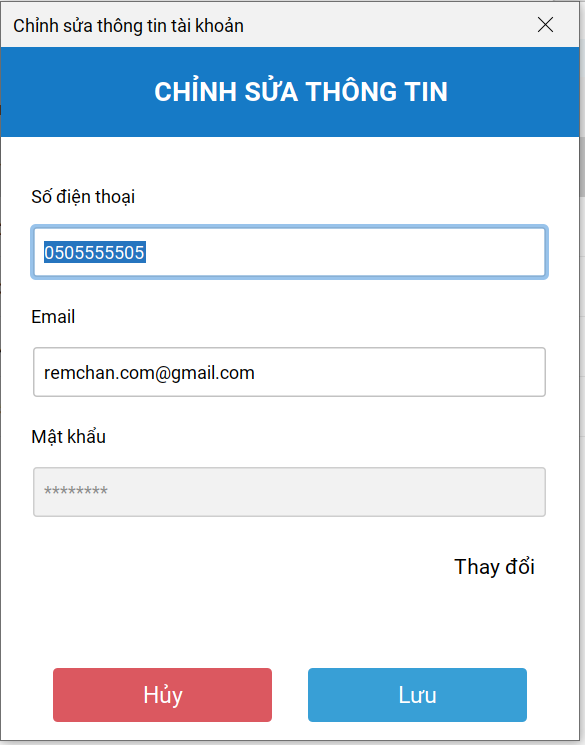 Chỉnh sửa thông tin tài khoản
CHỈNH SỬA THÔNG TIN
Số điện thoại
0505555505
Email
remchan.com@gmail.com
Mật khẩu
********
Thay đổi
Hủy
Lưu